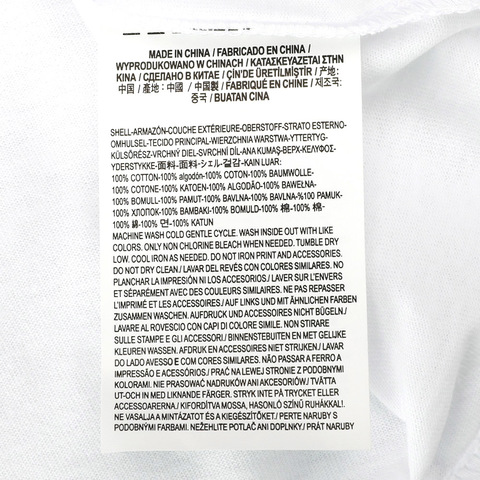 MADE IN CHINA / FABRICADO EN CHINA /
WYPRODUKOWANO W CHINACH / ΚΑΤΑΣΚΕΥΑΖΕΤΑΙ ΣΤΗΝ
ΚΙΝΑ / СДЕЛАНО В КИТАЕ / ÇİN'DE ÜRETİLMİŞTİR / 产地:
中国 / 產地：中國 / 中国製 / FABRIQUÉ EN CHINE / 제조국:
중국 / BUATAN CINA
SHELL-ARMAZÓN-COUCHE EXTÉRIEURE-OBERSTOFF-STRATO ESTERNO-
OMHULSEL-TECIDO PRINCIPAL-WIERZCHNIA WARSTWA-YTTERTYG-
KÜLSŐRÉSZ-VRCHNÝ DIEL-SVRCHNÍ DÍL-ANA KUMAŞ-ВЕРХ-ΚΕΛΥΦΟΣ-
YDERSTYKKE-面料-面料-シェル-겉감-KAIN LUAR:
100% COTTON-100% algodón-100% COTON-100% BAUMWOLLE-
100% COTONE-100% KATOEN-100% ALGODÃO-100% BAWEŁNA-
100% BOMULL-100% PAMUT-100% BAVLNA-100% BAVLNA-%100 PAMUK-
100% ХЛОПОК-100% ΒΑΜΒΑΚΙ-100% BOMULD-100% 棉-100% 棉-
100% 綿-100% 면-100% KATUN
MACHINE WASH COLD GENTLE CYCLE. WASH INSIDE OUT WITH LIKE
COLORS. ONLY NON CHLORINE BLEACH WHEN NEEDED. TUMBLE DRY
LOW. COOL IRON AS NEEDED. DO NOT IRON PRINT AND ACCESSORIES.
DO NOT DRY CLEAN./ LAVAR DEL REVÉS CON COLORES SIMILARES. NO
PLANCHAR LA IMPRESIÓN NI LOS ACCESORIOS. / LAVER SUR L'ENVERS
ET SÉPARÉMENT AVEC DES COULEURS SIMILAIRES. NE PAS REPASSER
L'IMPRIMÉ ET LES ACCESSOIRES./ AUF LINKS UND MIT ÄHNLICHEN FARBEN
ZUSAMMEN WASCHEN. AUFDRUCK UND ACCESSOIRES NICHT BÜGELN./
LAVARE AL ROVESCIO CON CAPI DI COLORE SIMILE. NON STIRARE
SULLE STAMPE E GLI ACCESSORI./ BINNENSTEBUITEN EN MET GELIJKE
KLEUREN WASSEN. AFDRUK EN ACCESSOIRES NIET STRIJKEN./ LAVAR
DO LADO AVESSO E COM CORES SIMILARES. NÃO PASSAR A FERRO A
IMPRESSÃO E ACESSÓRIOS./ PRAĆ NA LEWEJ STRONIE Z PODOBNYMI
KOLORAMI. NIE PRASOWAĆ NADRUKÓW ANI AKCESORIÓW./ TVÄTTA
UT-OCH IN MED LIKNANDE FÄRGER. STRYK INTE PÅ TRYCKET ELLER
ACCESSOARERNA./ KIFORDÍTVA MOSSA, HASONLÓ SZÍNŰ RUHÁKKAL!.
NE VASALJA A MINTÁZATOT ÉS A KIEGÉSZÍTŐKET./ PERTE NARUBY S
PODOBNÝMI FARBAMI. NEŽEHLITE POTLAČ ANI DOPLNKY./ PRÁT NARUBY